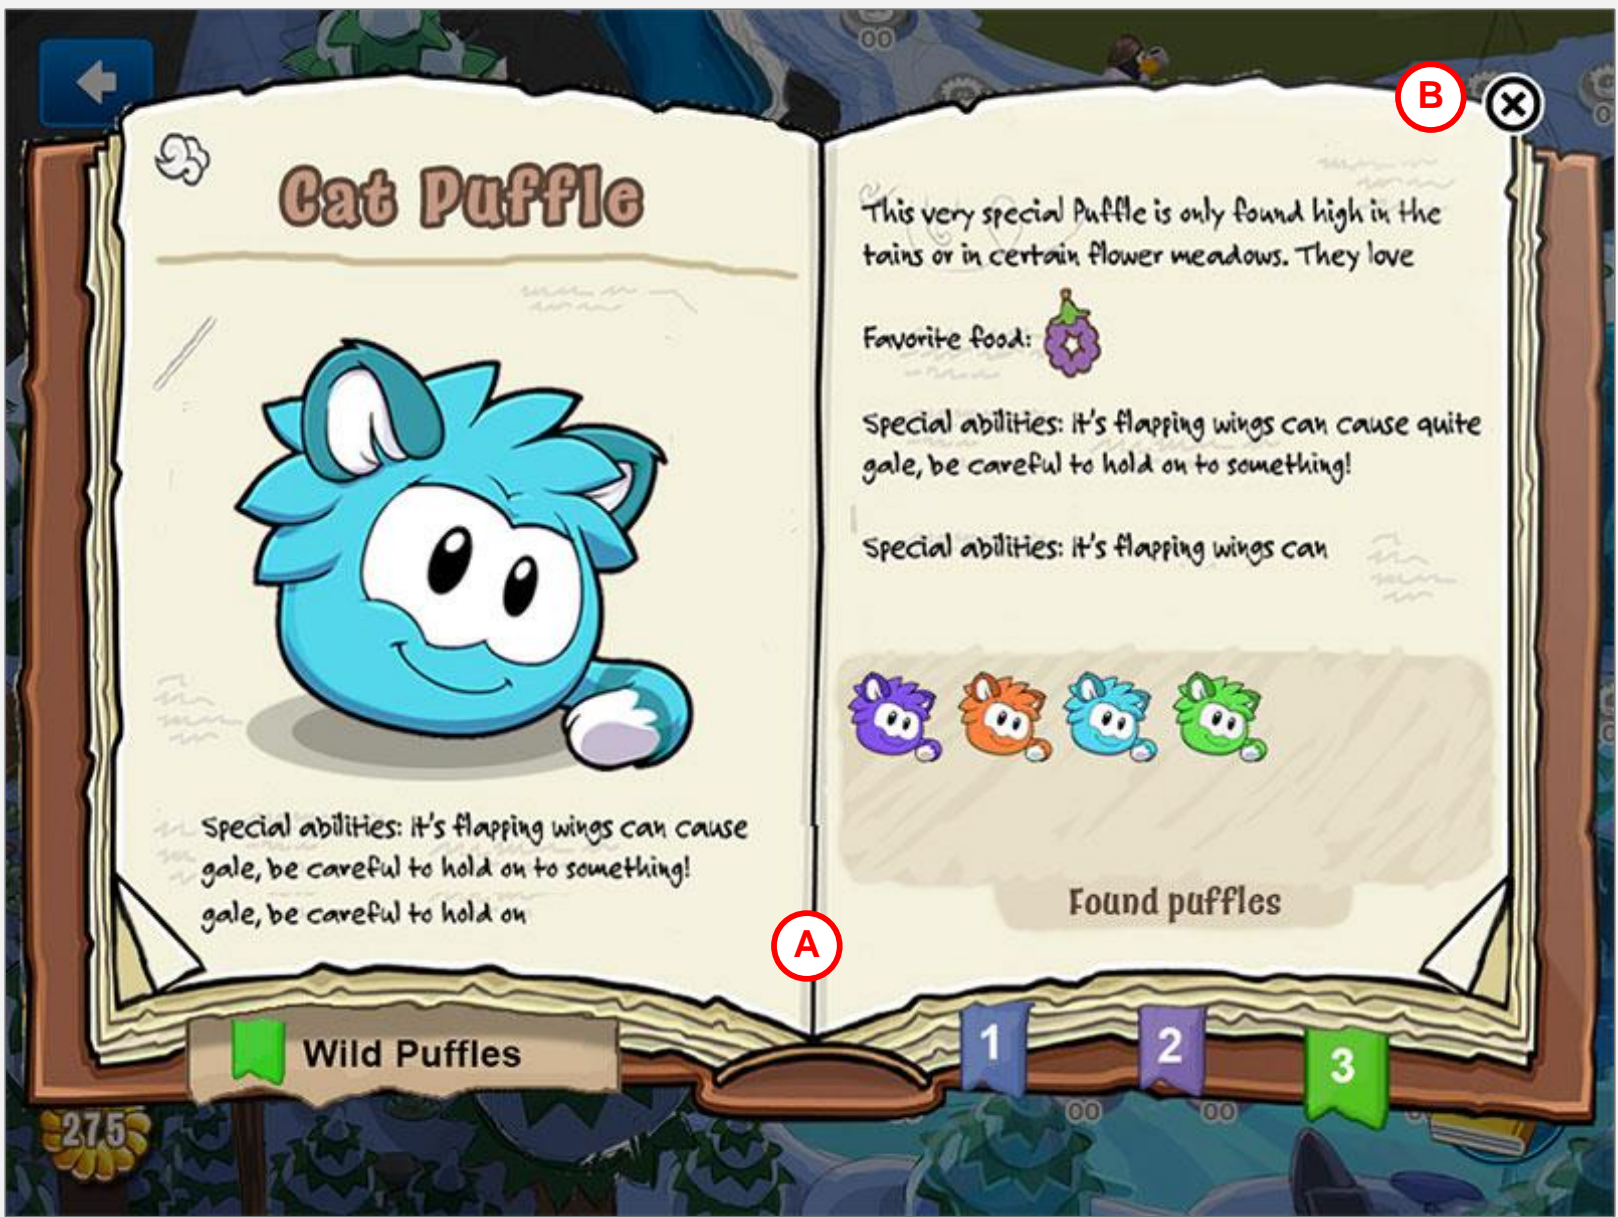 00
B
Cat Puffle
This very special Puffle is only found high in the
tains or in certain flower meadows. They love
Favorite food:
Special abilities: It's flapping wings can cause quite
gale, be careful to hold on to something!
Special abilities: It's flapping wings can
Special abilities: It's flapping wings can cause
gale, be careful to hold on to something!
gale, be careful to hold on
Found puffles
A
Wild Puffles
1
2
3
275
00
00